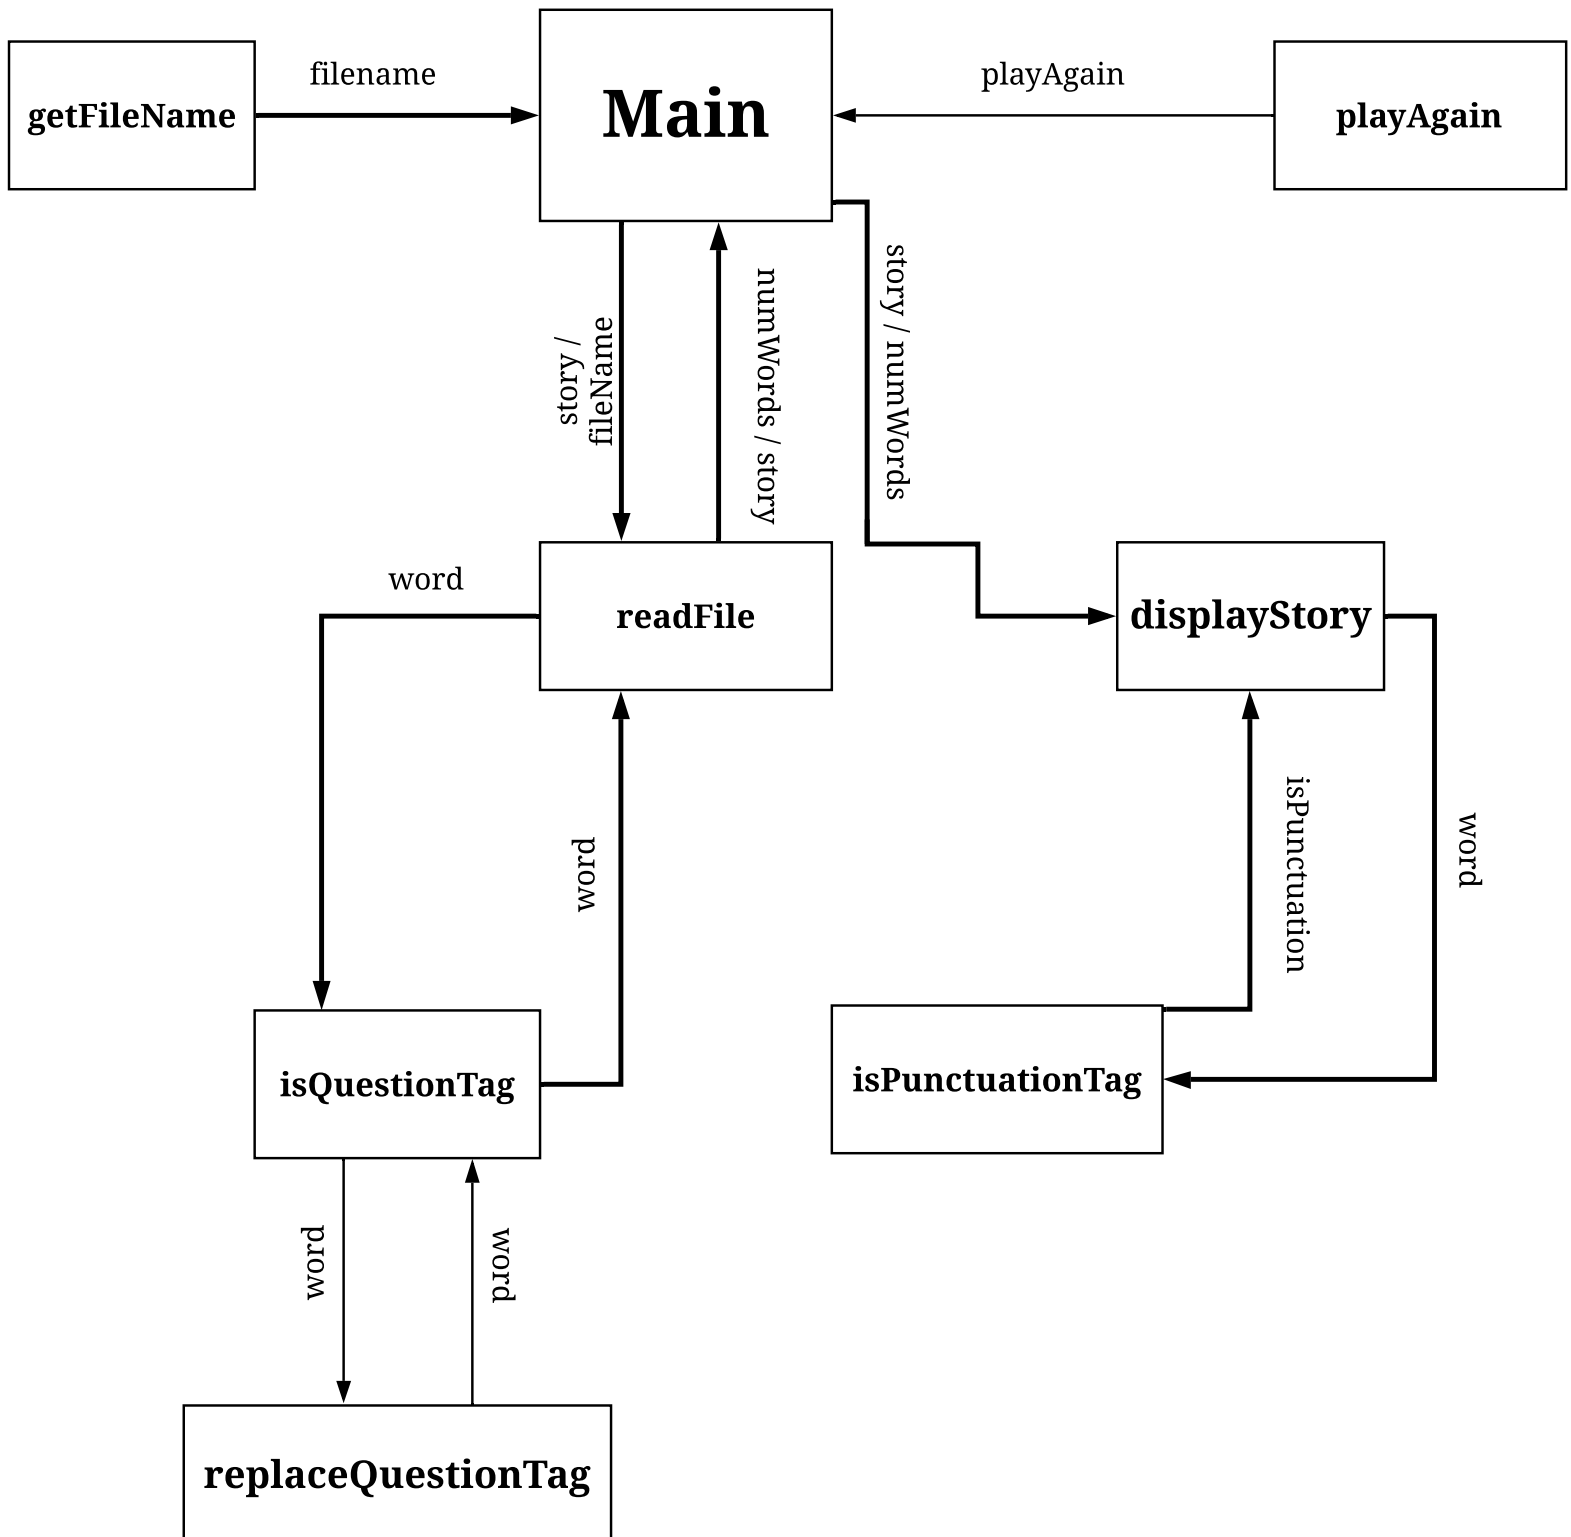 filename
playAgain
getFileName
Main
playAgain
story /
fileName
numWords / story
story / numWords
word
readFile
displayStory
word
isPunctuation
word
isQuestionTag
isPunctuationTag
word
word
replaceQuestionTag